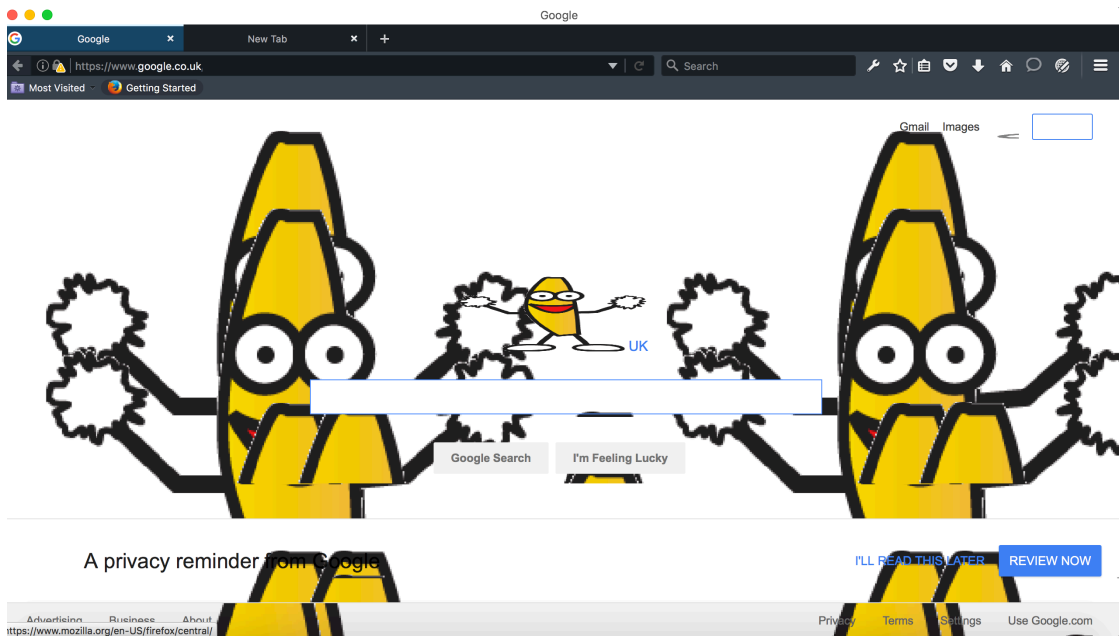 Google
Google New Tab
https://www.google.co.uk Search
Most Visited Getting Started
Gmail Images
UK
Google Search I'm Feeling Lucky
A privacy reminder from Google I'LL READ THIS LATER REVIEW NOW
Advertising Business About Privacy Terms Settings Use Google.com
https://www.mozilla.org/en-US/firefox/central/